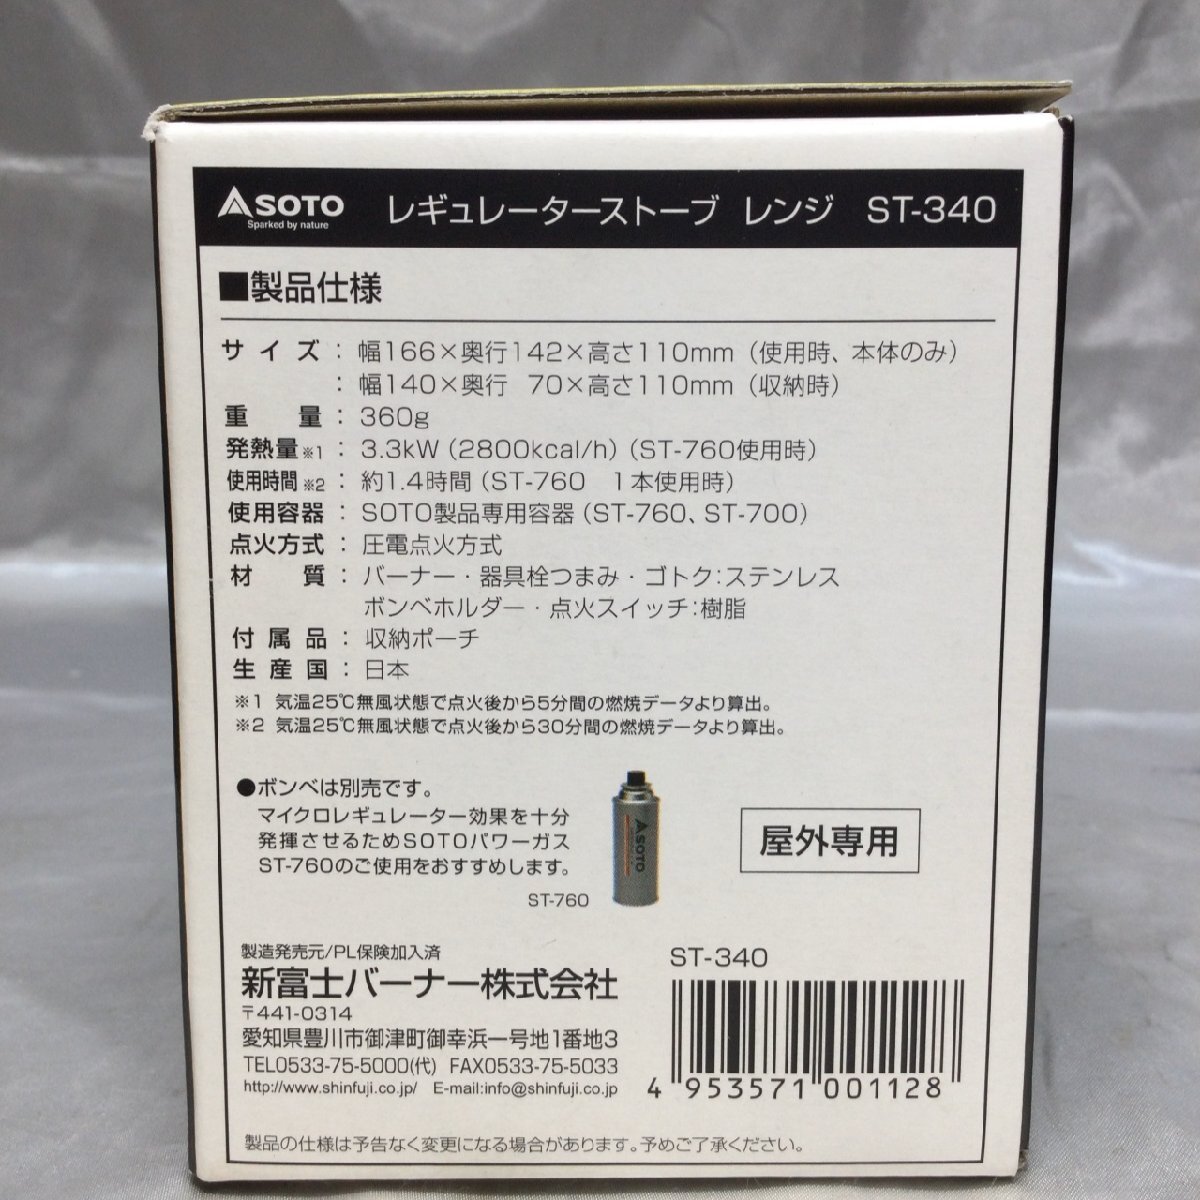 SOTO
Sparked by nature
レギュレーターストーブ レンジ ST-340
■製品仕様
サイズ：幅166×奥行142×高さ110mm（使用時、本体のみ）
：幅140×奥行 70×高さ110mm（収納時）
重量：360g
発熱量※1：3.3kW（2800kcal/h）（ST-760使用時）
使用時間※2：約1.4時間（ST-760 1本使用時）
使用容器：SOTO製品専用容器（ST-760、ST-700）
点火方式：圧電点火方式
材質：バーナー・器具栓つまみ・ゴトク：ステンレス
ボンベホルダー・点火スイッチ：樹脂
付属品：収納ポーチ
生産国：日本
※1 気温25℃無風状態で点火後から5分間の燃焼データより算出。
※2 気温25℃無風状態で点火後から30分間の燃焼データより算出。
●ボンベは別売です。
マイクロレギュレーター効果を十分
発揮させるためSOTOパワーガス
ST-760のご使用をおすすめします。
SOTO
ST-760
屋外専用
製造発売元/PL保険加入済
新富士バーナー株式会社
〒441-0314
愛知県豊川市御津町御幸浜一号地1番地3
TEL0533-75-5000(代) FAX0533-75-5033
http://www.shinfuji.co.jp/ E-mail:info@shinfuji.co.jp
ST-340
4 953571 001128
製品の仕様は予告なく変更になる場合があります。予めご了承ください。